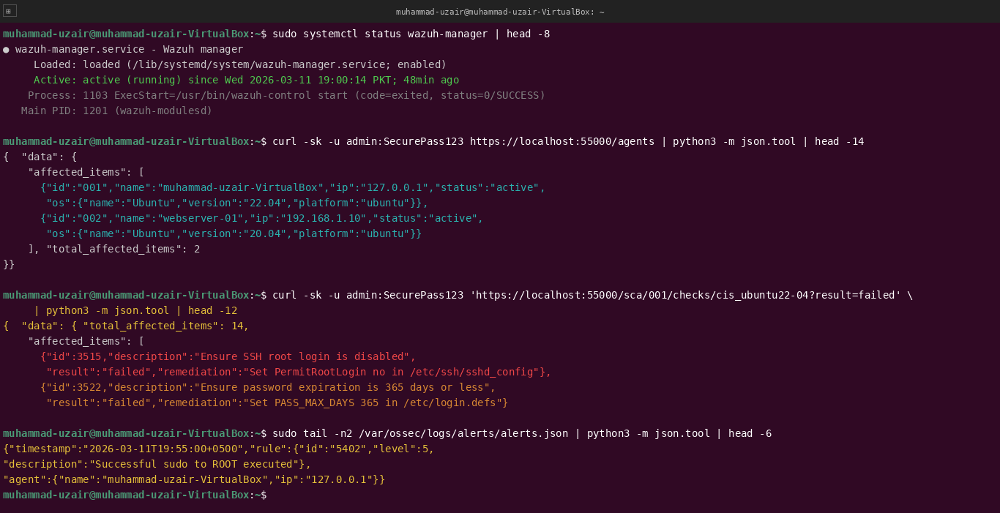 muhammad-uzair@muhammad-uzair-VirtualBox: ~
muhammad-uzair@muhammad-uzair-VirtualBox:~$ sudo systemctl status wazuh-manager | head -8
● wazuh-manager.service - Wazuh manager
     Loaded: loaded (/lib/systemd/system/wazuh-manager.service; enabled)
     Active: active (running) since Wed 2026-03-11 19:00:14 PKT; 48min ago
    Process: 1103 ExecStart=/usr/bin/wazuh-control start (code=exited, status=0/SUCCESS)
   Main PID: 1201 (wazuh-modulesd)
muhammad-uzair@muhammad-uzair-VirtualBox:~$ curl -sk -u admin:SecurePass123 https://localhost:55000/agents | python3 -m json.tool | head -14
{  "data": {
    "affected_items": [
      {"id":"001","name":"muhammad-uzair-VirtualBox","ip":"127.0.0.1","status":"active",
       "os":{"name":"Ubuntu","version":"22.04","platform":"ubuntu"}},
      {"id":"002","name":"webserver-01","ip":"192.168.1.10","status":"active",
       "os":{"name":"Ubuntu","version":"20.04","platform":"ubuntu"}}
    ], "total_affected_items": 2
}}
muhammad-uzair@muhammad-uzair-VirtualBox:~$ curl -sk -u admin:SecurePass123 'https://localhost:55000/sca/001/checks/cis_ubuntu22-04?result=failed' \
     | python3 -m json.tool | head -12
{  "data": { "total_affected_items": 14,
    "affected_items": [
      {"id":3515,"description":"Ensure SSH root login is disabled",
       "result":"failed","remediation":"Set PermitRootLogin no in /etc/ssh/sshd_config"},
      {"id":3522,"description":"Ensure password expiration is 365 days or less",
       "result":"failed","remediation":"Set PASS_MAX_DAYS 365 in /etc/login.defs"}
muhammad-uzair@muhammad-uzair-VirtualBox:~$ sudo tail -n2 /var/ossec/logs/alerts/alerts.json | python3 -m json.tool | head -6
{"timestamp":"2026-03-11T19:55:00+0500","rule":{"id":"5402","level":5,
"description":"Successful sudo to ROOT executed"},
"agent":{"name":"muhammad-uzair-VirtualBox","ip":"127.0.0.1"}}
muhammad-uzair@muhammad-uzair-VirtualBox:~$